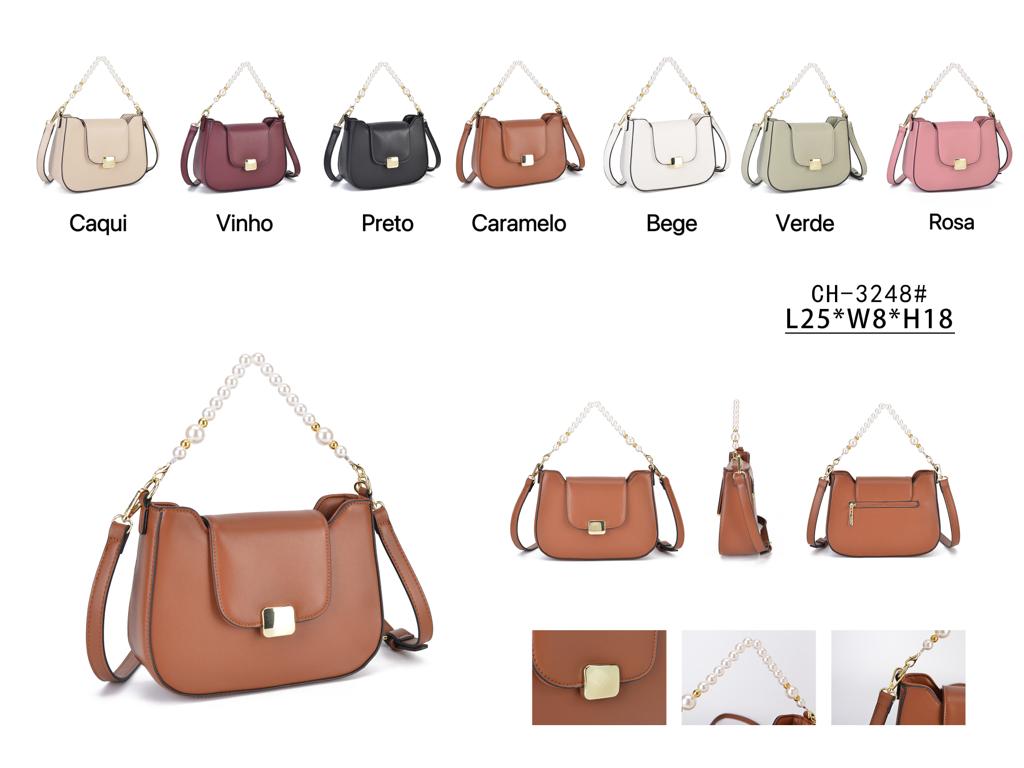 Caqui
Vinho
Preto
Caramelo
Bege
Verde
Rosa
CH-3248#
L25*W8*H18